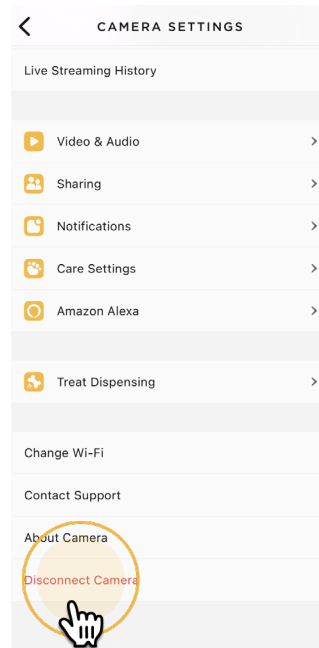 CAMERA SETTINGS
Live Streaming History
Video & Audio
Sharing
Notifications
Care Settings
Amazon Alexa
Treat Dispensing
Change Wi-Fi
Contact Support
About Camera
Disconnect Camera